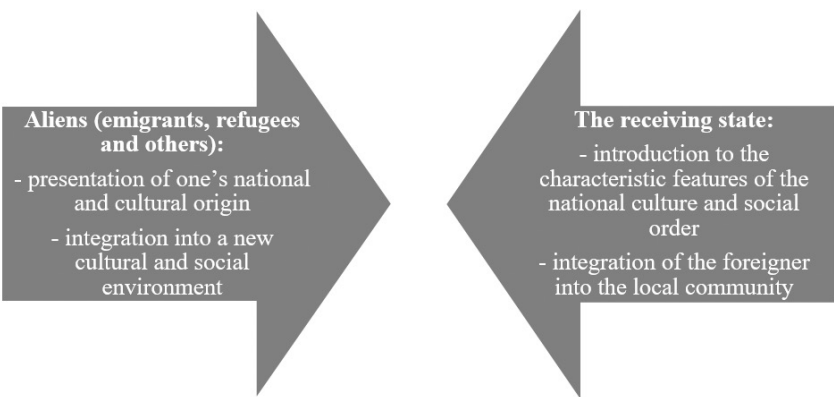 Aliens (emigrants, refugees
and others):
- presentation of one’s national
and cultural origin
- integration into a new
cultural and social
environment
The receiving state:
- introduction to the
characteristic features of the
national culture and social
order
- integration of the foreigner
into the local community